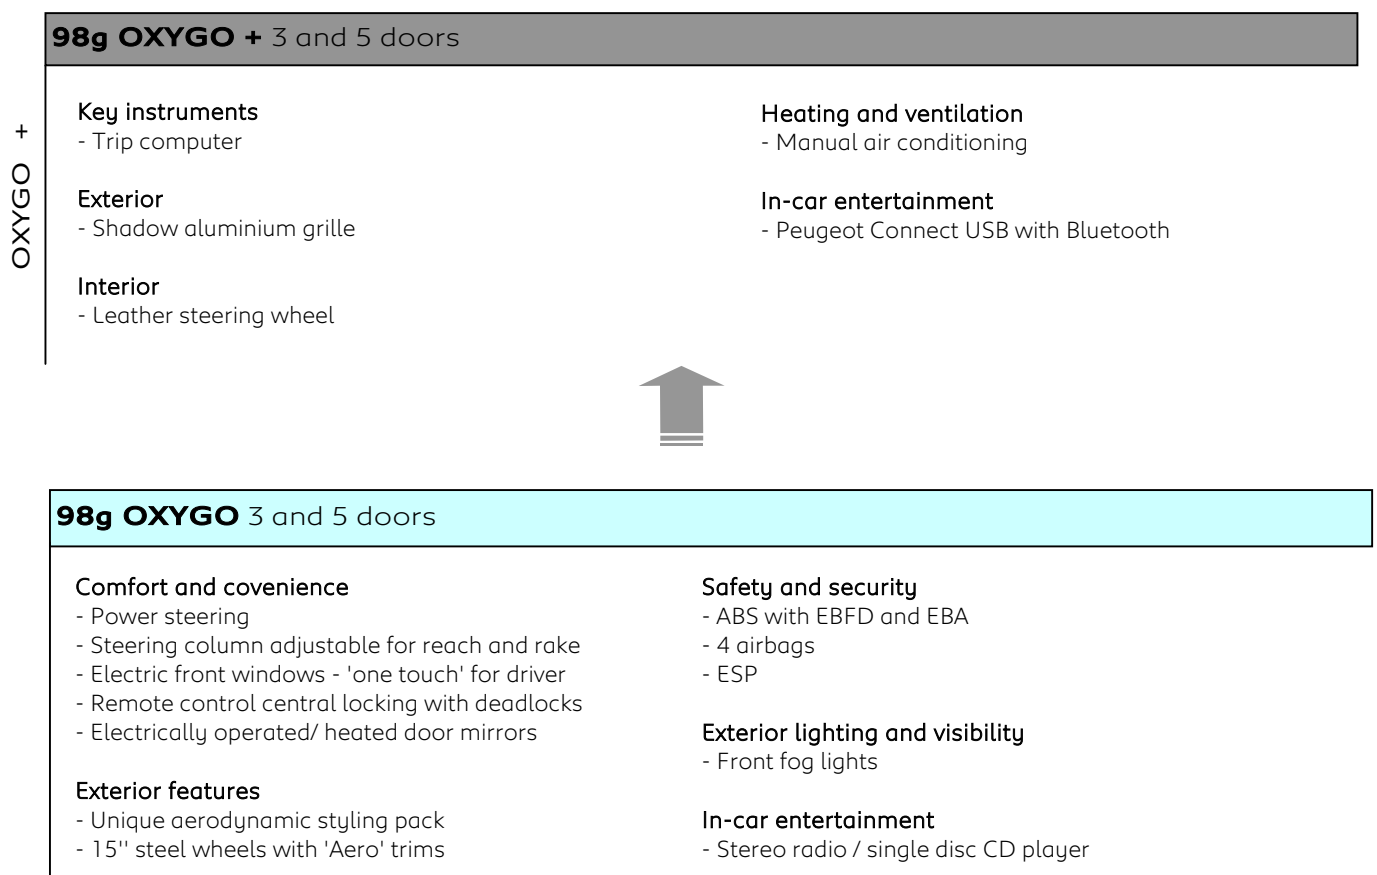 98g OXYGO + 3 and 5 doors
OXYGO +
Key instruments
- Trip computer
Exterior
- Shadow aluminium grille
Interior
- Leather steering wheel
Heating and ventilation
- Manual air conditioning
In-car entertainment
- Peugeot Connect USB with Bluetooth
98g OXYGO 3 and 5 doors
Comfort and covenience
- Power steering
- Steering column adjustable for reach and rake
- Electric front windows - 'one touch' for driver
- Remote control central locking with deadlocks
- Electrically operated/ heated door mirrors
Exterior features
- Unique aerodynamic styling pack
- 15'' steel wheels with 'Aero' trims
Safety and security
- ABS with EBFD and EBA
- 4 airbags
- ESP
Exterior lighting and visibility
- Front fog lights
In-car entertainment
- Stereo radio / single disc CD player